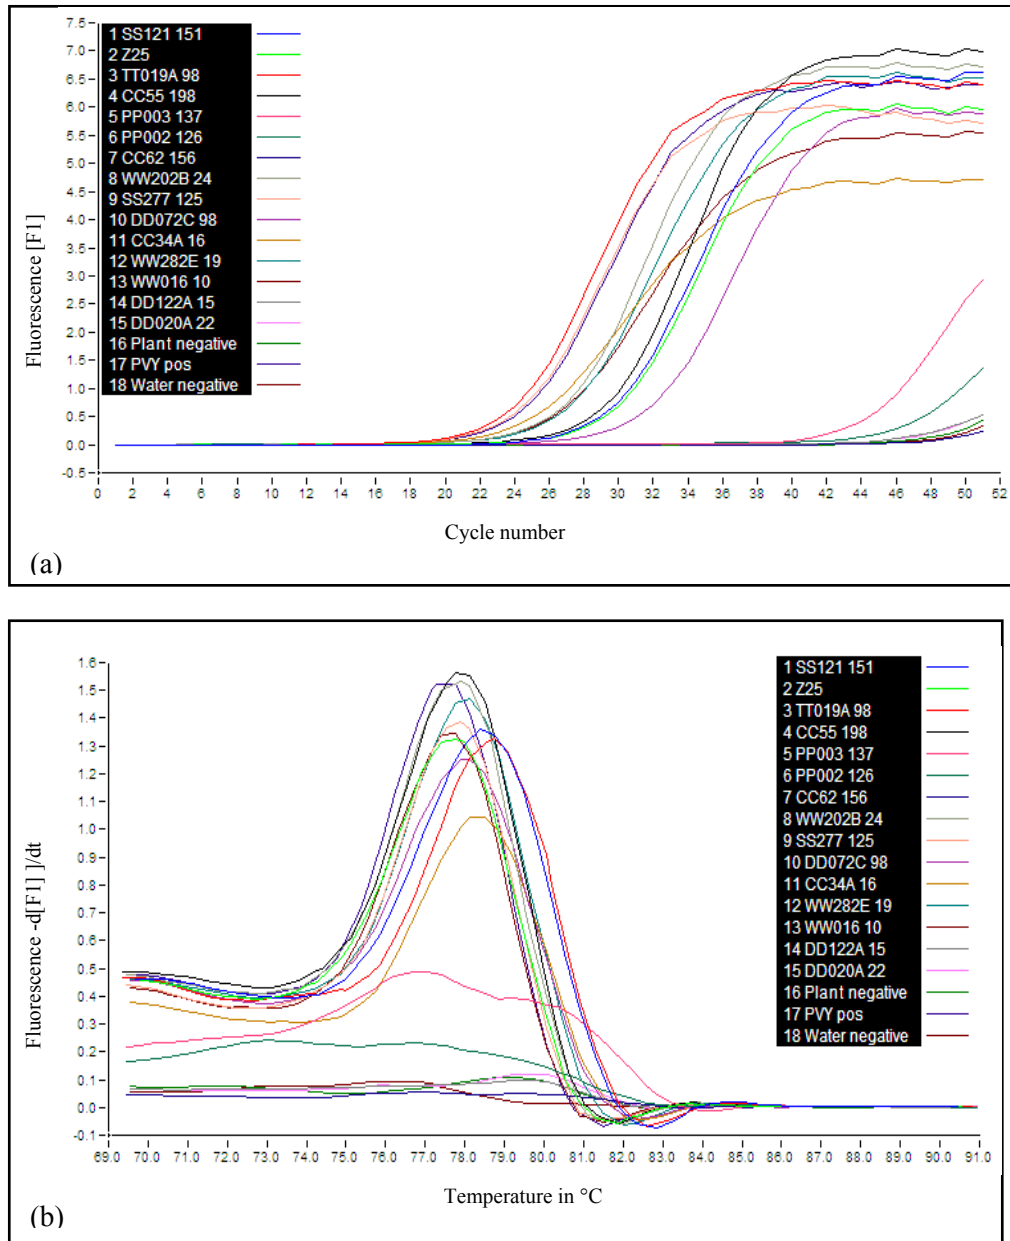 7.5
7.0
6.5
6.0
5.5
5.0
4.5
4.0
3.5
3.0
2.5
2.0
1.5
1.0
0.5
0.0
-0.5
Fluorescence [F1]
1 SS121 151
2 Z25
3 TT019A 98
4 CC55 198
5 PP003 137
6 PP002 126
7 CC62 156
8 WW202B 24
9 SS277 125
10 DD072C 98
11 CC34A 16
12 WW282E 19
13 WW016 10
14 DD122A 15
15 DD020A 22
16 Plant negative
17 PVY pos
18 Water negative
0 2 4 6 8 10 12 14 16 18 20 22 24 26 28 30 32 34 36 38 40 42 44 46 48 50 52
Cycle number
(a)
1.6
1.5
1.4
1.3
1.2
1.1
1.0
0.9
0.8
0.7
0.6
0.5
0.4
0.3
0.2
0.1
0.0
-0.1
Fluorescence -d[F1] ]/dt
1 SS121 151
2 Z25
3 TT019A 98
4 CC55 198
5 PP003 137
6 PP002 126
7 CC62 156
8 WW202B 24
9 SS277 125
10 DD072C 98
11 CC34A 16
12 WW282E 19
13 WW016 10
14 DD122A 15
15 DD020A 22
16 Plant negative
17 PVY pos
18 Water negative
69.0 70.0 71.0 72.0 73.0 74.0 75.0 76.0 77.0 78.0 79.0 80.0 81.0 82.0 83.0 84.0 85.0 86.0 87.0 88.0 89.0 90.0 91.0
Temperature in °C
(b)